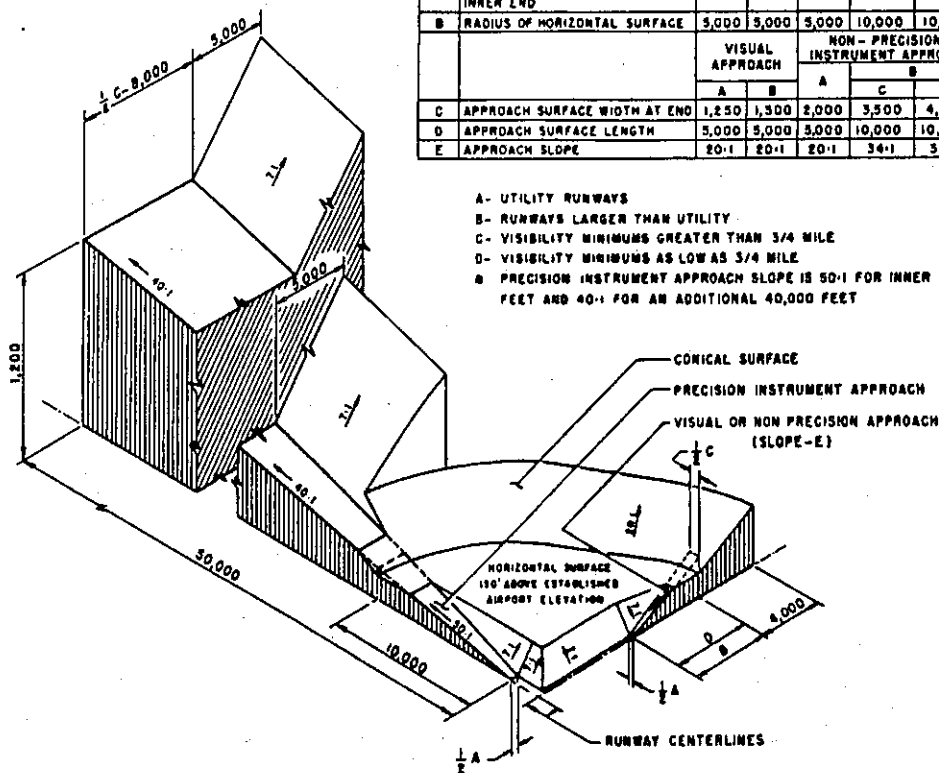 INNER END
B RADIUS OF HORIZONTAL SURFACE 5,000 5,000 5,000 10,000 10,
VISUAL APPROACH
NON-PRECISION
INSTRUMENT APPRO
A B
A B C
C APPROACH SURFACE WIDTH AT END 1,250 1,500 2,000 3,500 4,
D APPROACH SURFACE LENGTH 5,000 5,000 5,000 10,000 10,
E APPROACH SLOPE 20:1 20:1 20:1 34:1 3
A- UTILITY RUNWAYS
B- RUNWAYS LARGER THAN UTILITY
C- VISIBILITY MINIMUMS GREATER THAN 3/4 MILE
D- VISIBILITY MINIMUMS AS LOW AS 3/4 MILE
PRECISION INSTRUMENT APPROACH SLOPE IS 50:1 FOR INNER
FEET AND 40:1 FOR AN ADDITIONAL 40,000 FEET
5,000
½ C-8,000
7:1
40:1
5,000
1,200
7:1
CONICAL SURFACE
PRECISION INSTRUMENT APPROACH
VISUAL OR NON PRECISION APPROACH
(SLOPE-E)
½ C
40:1
20:1
50,000
HORIZONTAL SURFACE
150' ABOVE ESTABLISHED
AIRPORT ELEVATION
50:1
10,000
7:1
7:1
7:1
7:1
4,000
D
B
½ A
RUNWAY CENTERLINES
½ A